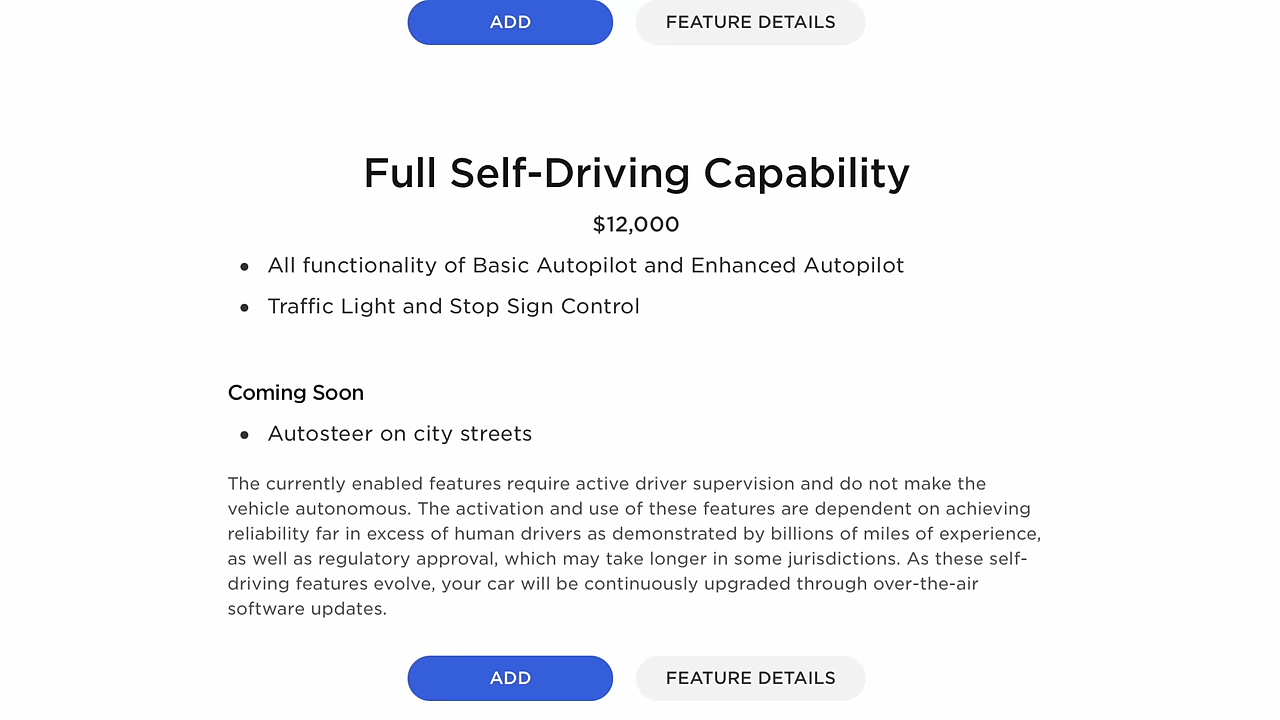 ADD FEATURE DETAILS
Full Self-Driving Capability
$12,000
• All functionality of Basic Autopilot and Enhanced Autopilot
• Traffic Light and Stop Sign Control
Coming Soon
• Autosteer on city streets
The currently enabled features require active driver supervision and do not make the
vehicle autonomous. The activation and use of these features are dependent on achieving
reliability far in excess of human drivers as demonstrated by billions of miles of experience,
as well as regulatory approval, which may take longer in some jurisdictions. As these self-
driving features evolve, your car will be continuously upgraded through over-the-air
software updates.
ADD FEATURE DETAILS